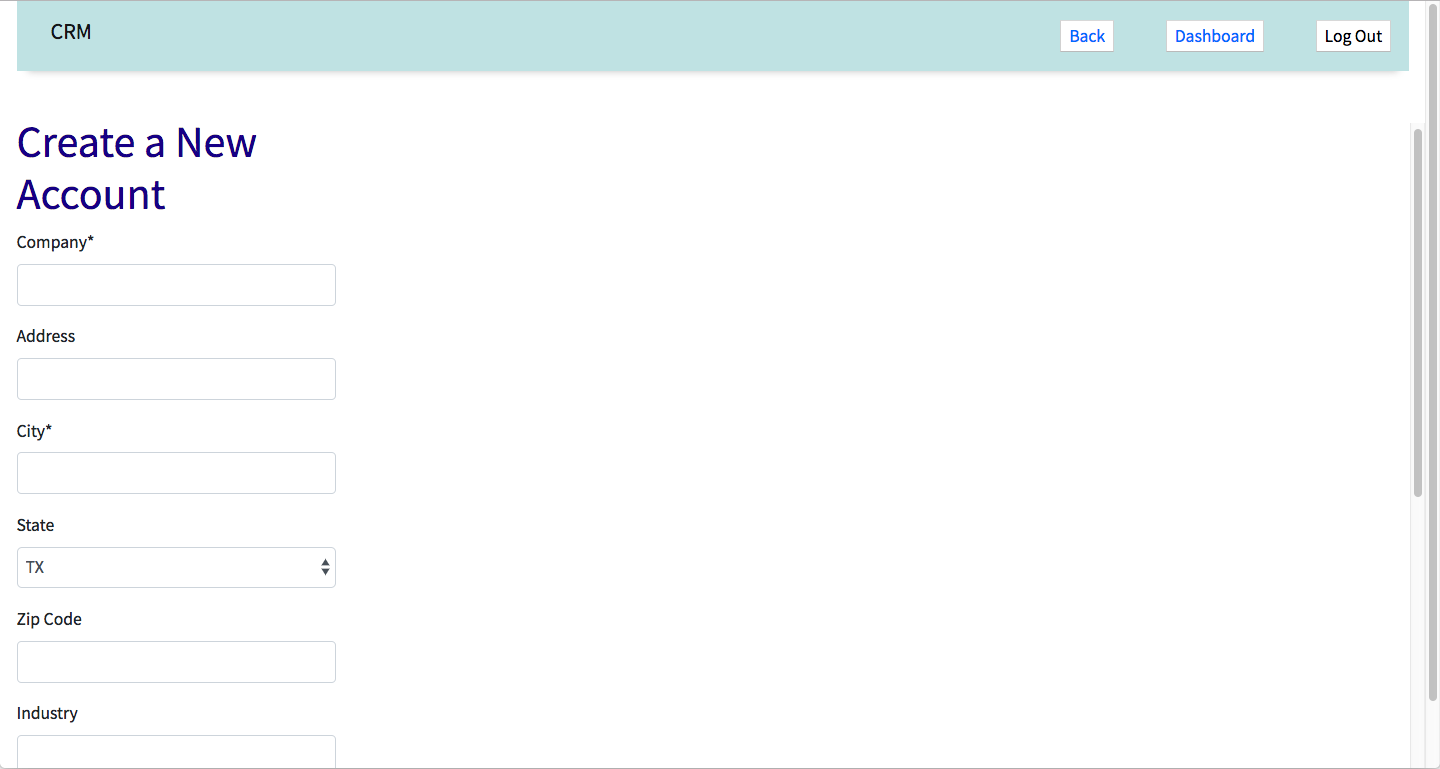 CRM
Back
Dashboard
Log Out
Create a New
Account
Company*
Address
City*
State
TX
Zip Code
Industry